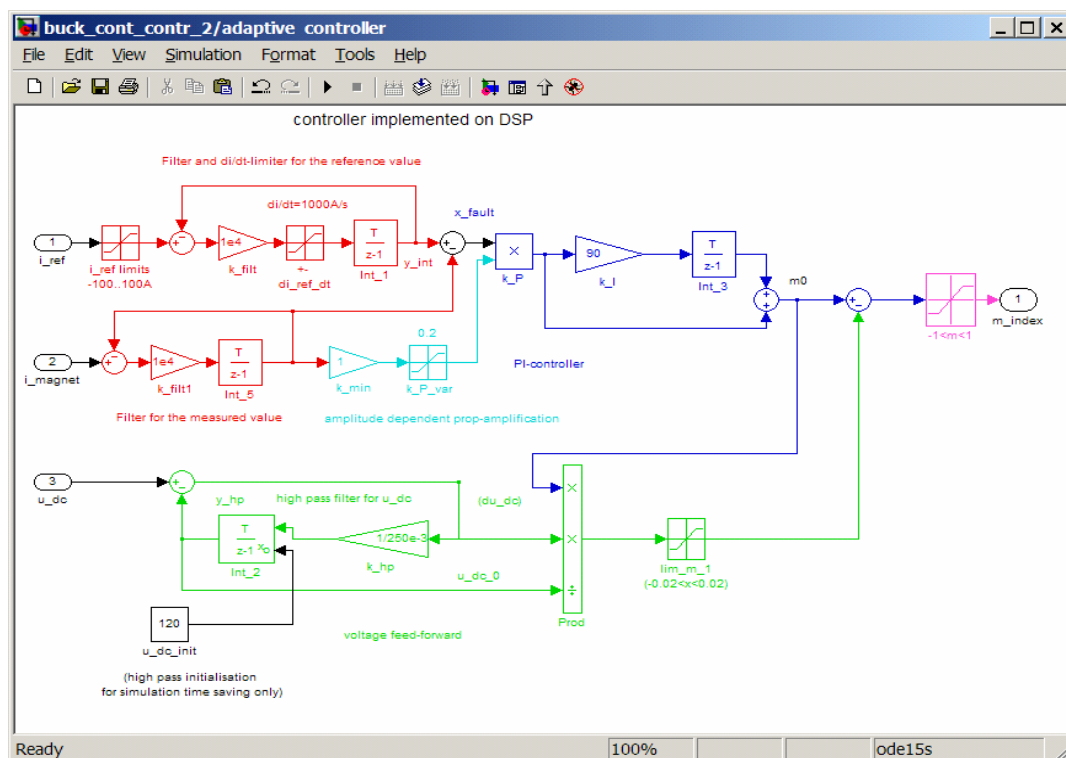 buck_cont_contr_2/adaptive controller
File Edit View Simulation Format Tools Help
controller implemented on DSP
Filter and di/dt-limiter for the reference value
di/dt=1000A/s
x_fault
1
i_ref
i_ref limits
-100..100A
1e4
k_filt
+-
di_ref_dt
T
z-1
Int_1
y_int
×
k_P
90
k_I
T
z-1
Int_3
m0
-1<m<1
1
m_index
2
i_magnet
1e4
k_filt1
T
z-1
Int_5
1
k_min
0.2
k_P_var
PI-controller
Filter for the measured value
amplitude dependent prop-amplification
3
u_dc
y_hp
high pass filter for u_dc
(du_dc)
T
z-1
xo
Int_2
1/250e-3
k_hp
u_dc_0
×
×
÷
Prod
lim_m_1
(-0.02<x<0.02)
120
u_dc_init
voltage feed-forward
(high pass initialisation
for simulation time saving only)
Ready 100% ode15s